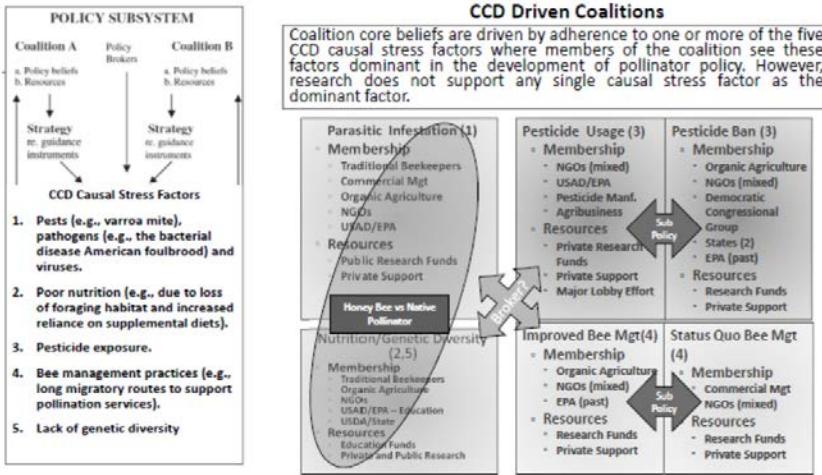 POLICY SUBSYSTEM
Coalition A
Policy
Brokers
Coalition B
a. Policy beliefs
b. Resources
a. Policy beliefs
b. Resources
Strategy
re. guidance
instruments
Strategy
re. guidance
instruments
CCD Causal Stress Factors
1. Pests (e.g., varroa mite),
pathogens (e.g., the bacterial
disease American foulbrood) and
viruses.
2. Poor nutrition (e.g., due to loss
of foraging habitat and increased
reliance on supplemental diets).
3. Pesticide exposure.
4. Bee management practices (e.g.,
long migratory routes to support
pollination services).
5. Lack of genetic diversity
CCD Driven Coalitions
Coalition core beliefs are driven by adherence to one or more of the five
CCD causal stress factors where members of the coalition see these
factors dominant in the development of pollinator policy. However,
research does not support any single causal stress factor as the
dominant factor.
Parasitic Infestation (1)
Membership
Traditional Beekeepers
Commercial Mgt
Organic Agriculture
NGOs
USAD/EPA
Resources
Public Research Funds
Private Support
Pesticide Usage (3)
Membership
NGOs (mixed)
USAD/EPA
Pesticide Manf.
Agribusiness
Resources
Private Research
Funds
Private Support
Major Lobby Effort
Sub
Policy
Pesticide Ban (3)
Membership
Organic Agriculture
NGOs (mixed)
Democratic
Congressional
Group
States (2)
EPA (past)
Resources
Research Funds
Private Support
Honey Bee vs Native
Pollinator
Broker?
Nutrition/Genetic Diversity
(2,5)
Membership
Traditional Beekeepers
Organic Agriculture
NGOs
USAID/EPA – Education
USDA/State
Resources
Education Funds
Private and Public Research
Improved Bee Mgt(4)
Membership
Organic Agriculture
NGOs (mixed)
EPA (past)
Resources
Research Funds
Private Support
Sub
Policy
Status Quo Bee Mgt
(4)
Membership
Commercial Mgt
NGOs (mixed)
Resources
Research Funds
Private Support